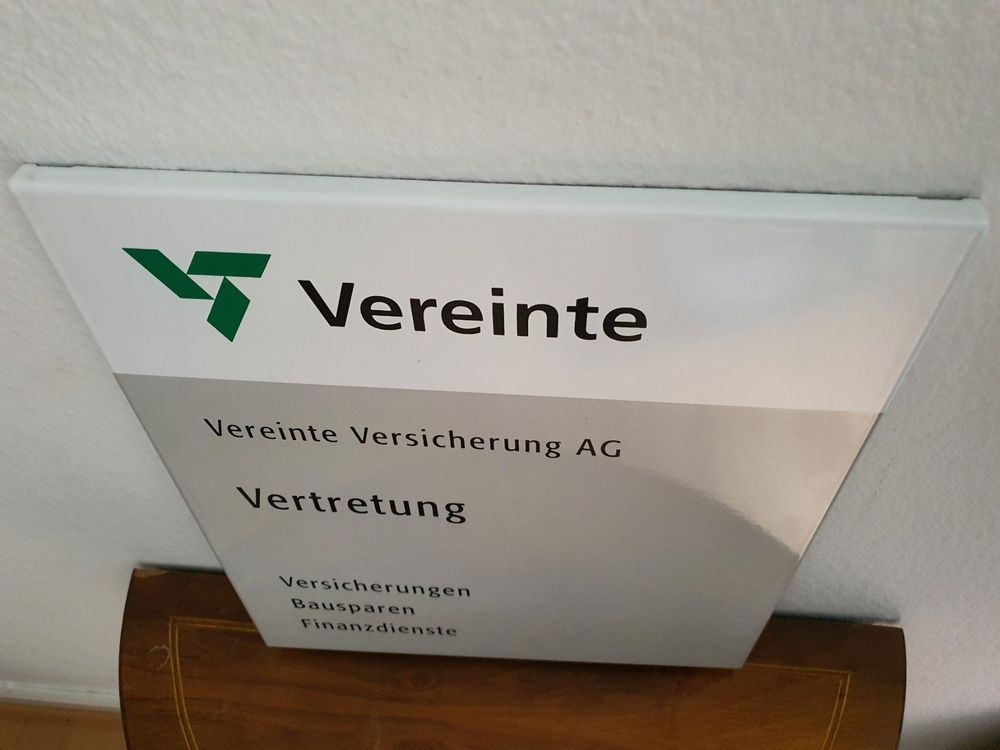 Vereinte
Vereinte Versicherung AG
Vertretung
Versicherungen
Bausparen
Finanzdienste